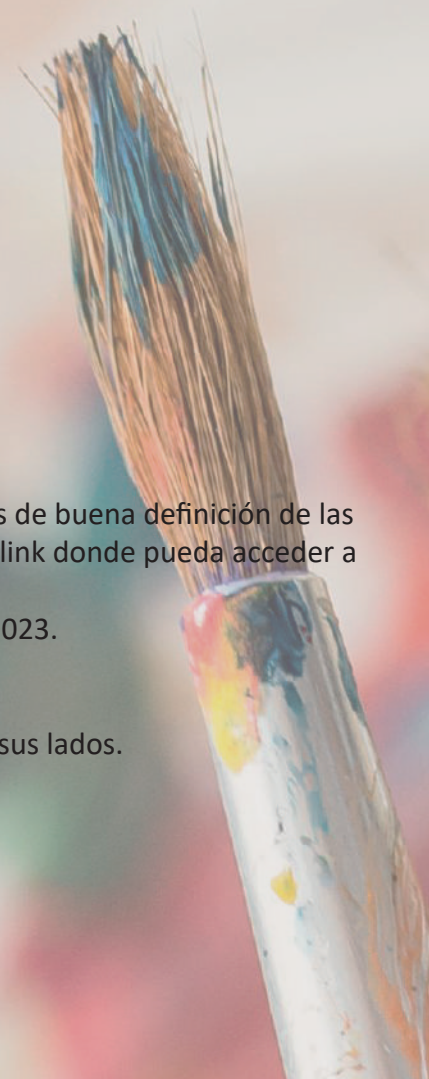 s de buena definición de las
link donde pueda acceder a
023.
sus lados.